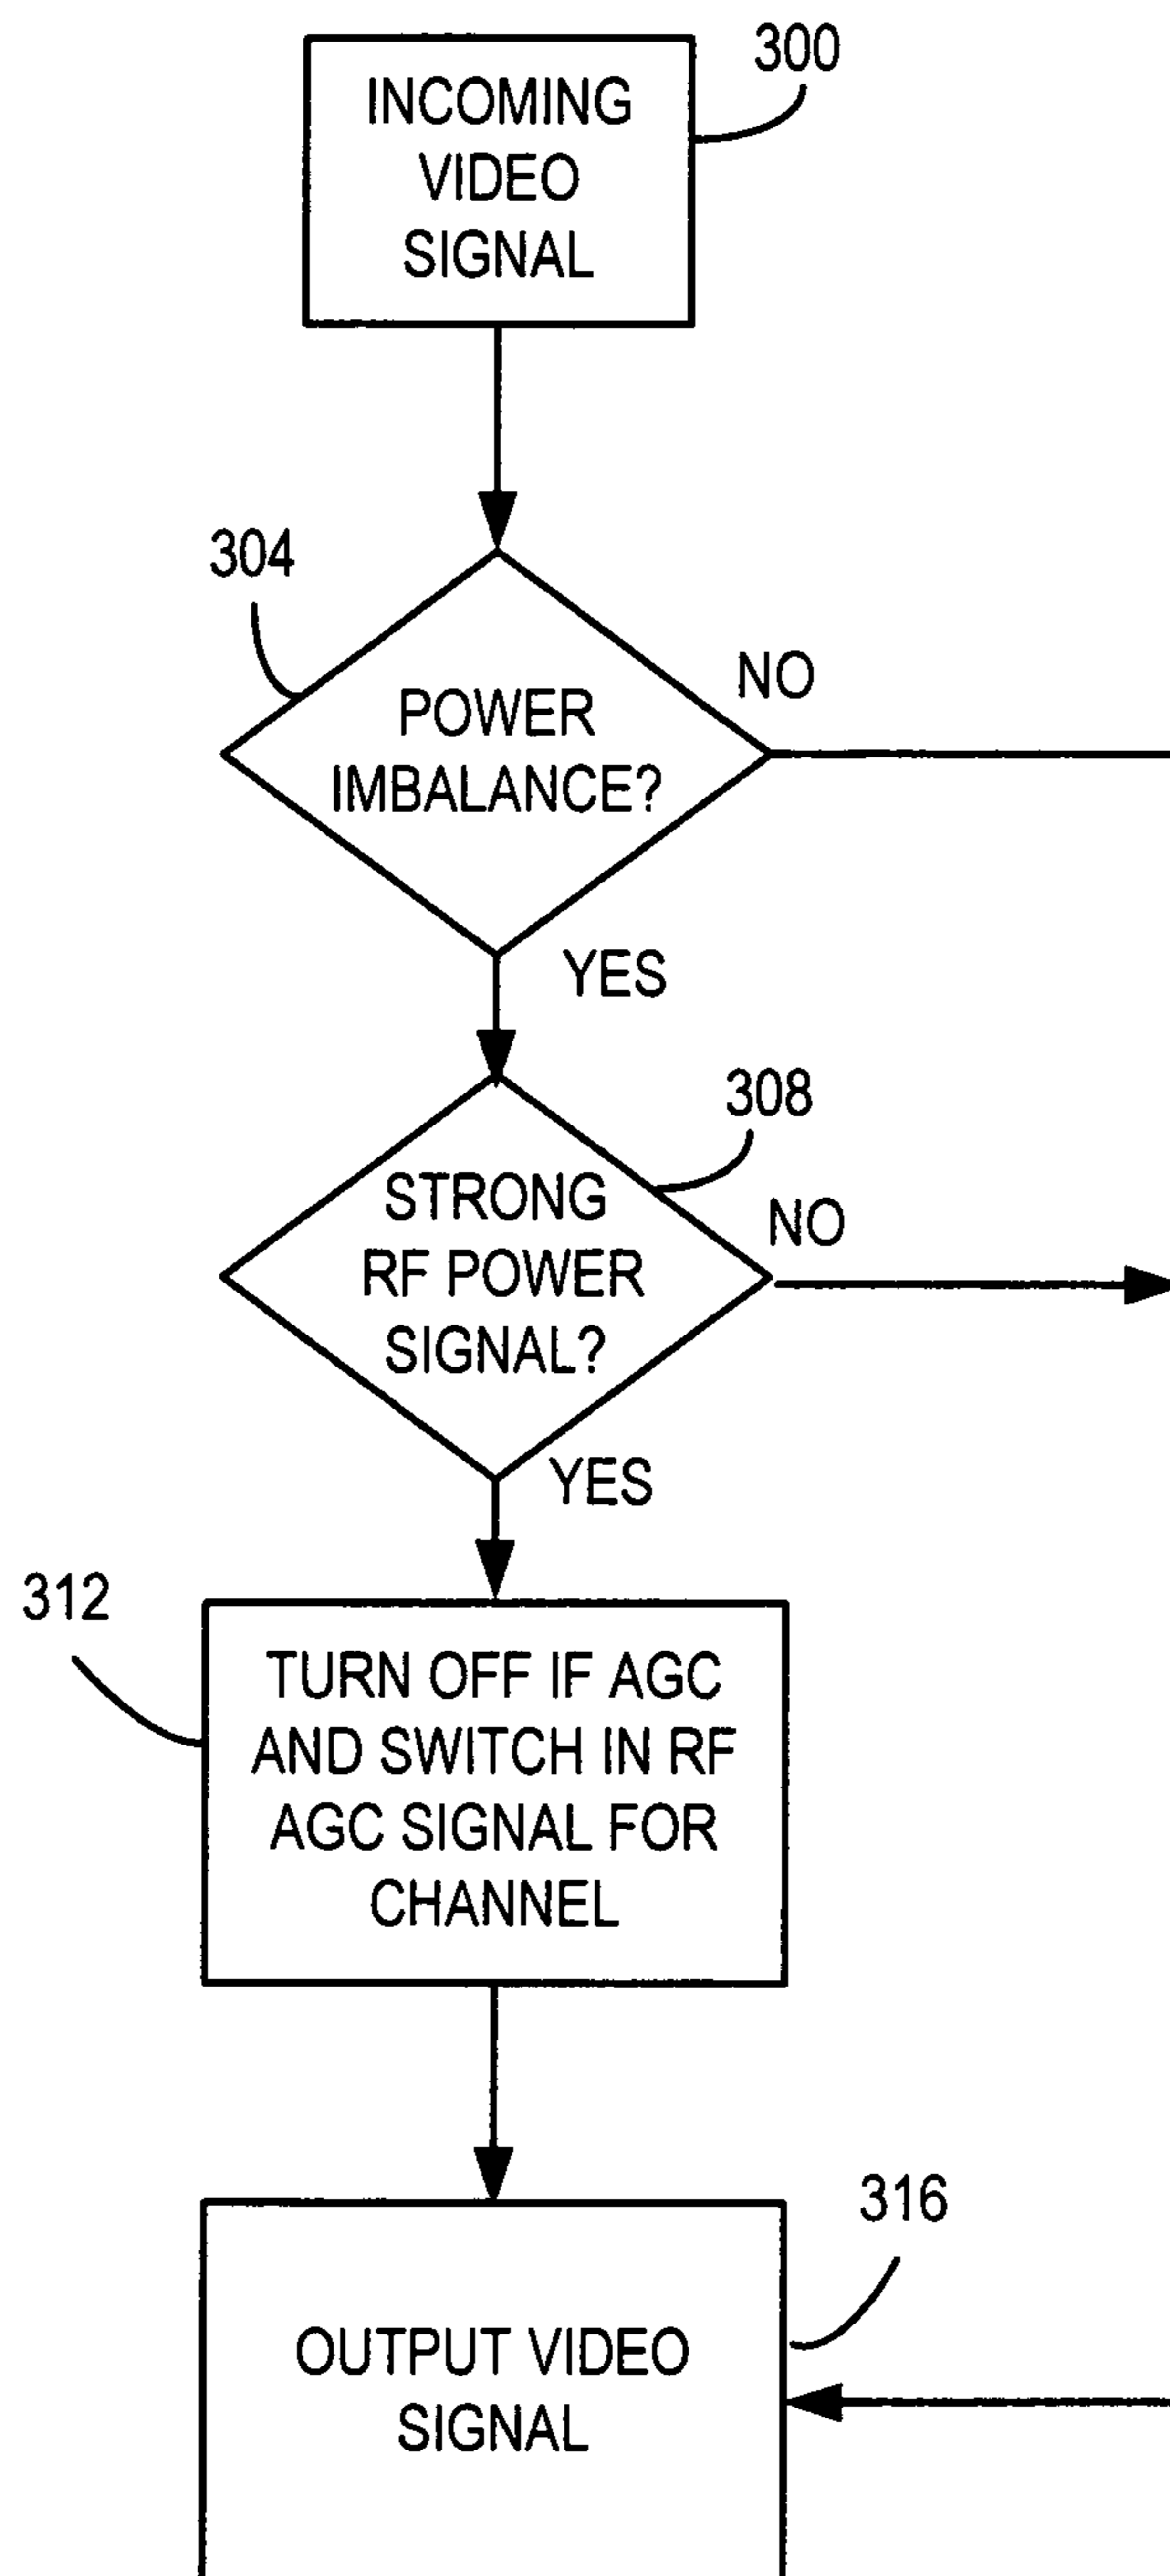 300
INCOMING
VIDEO
SIGNAL
304
POWER
IMBALANCE?
NO
YES
308
STRONG
RF POWER
SIGNAL?
NO
YES
312
TURN OFF IF AGC
AND SWITCH IN RF
AGC SIGNAL FOR
CHANNEL
316
OUTPUT VIDEO
SIGNAL